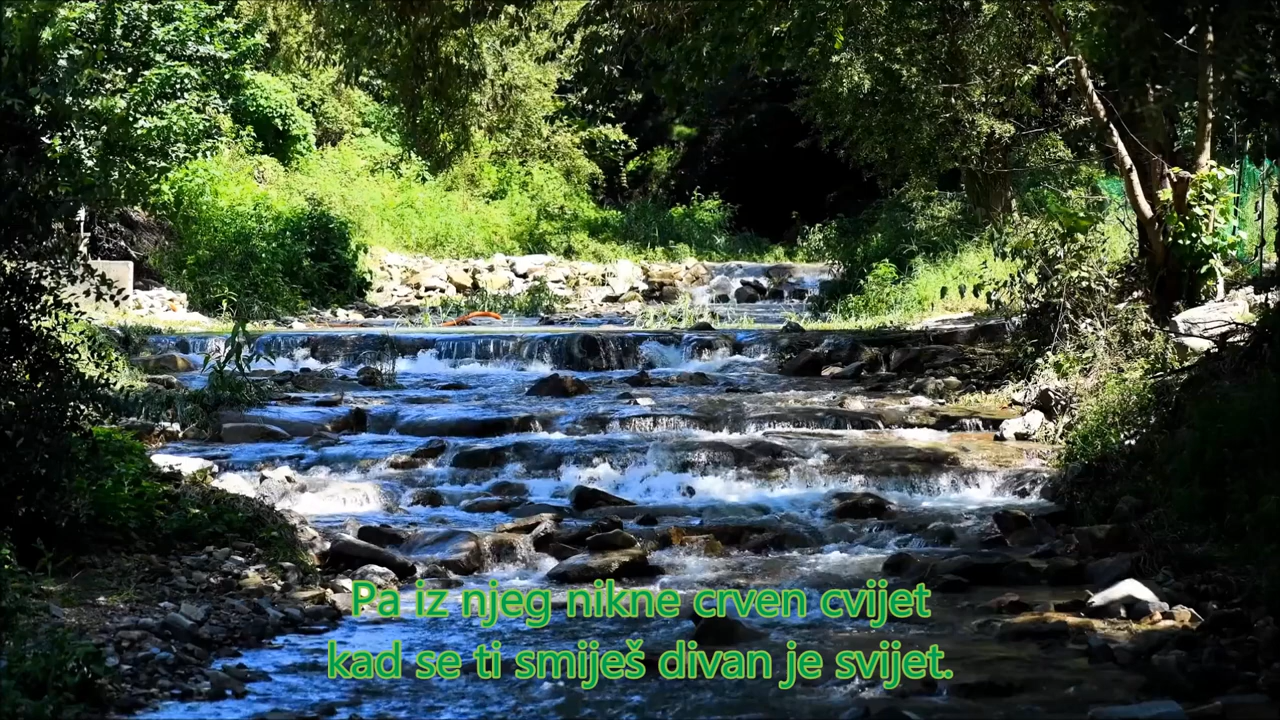 Pa iz njeg nikne crven cvijet
kad se ti smiješ divan je svijet.